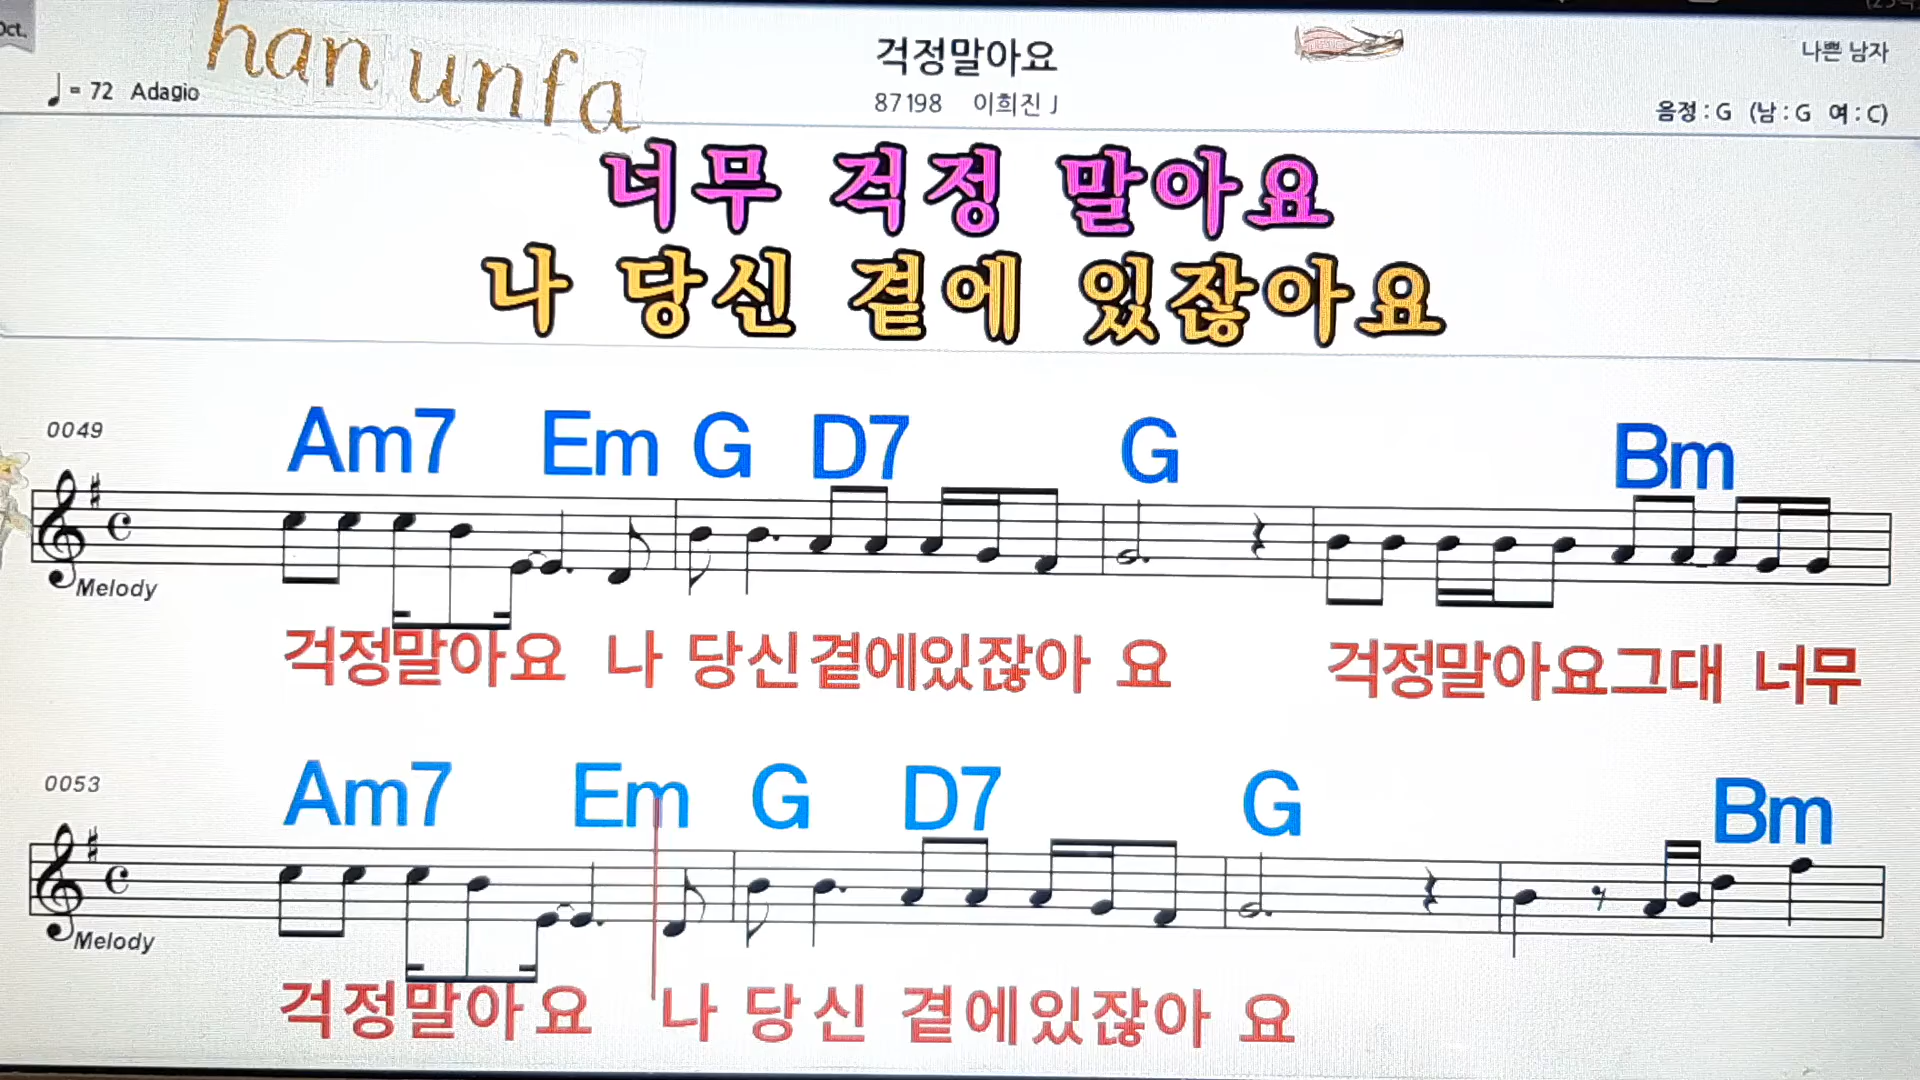 Oct.
han unfa
걱정말아요
나쁜 남자
♩= 72 Adagio
87198 이희진 J
음정 : G (남 : G 여 : C)
너무 걱정 말아요
나 당신 곁에 있잖아요
0049
Am7 Em G D7 G Bm
Melody
걱정말아요 나 당신곁에있잖아 요 걱정말아요그대 너무
0053
Am7 Em G D7 G Bm
Melody
걱정말아요 나 당신 곁에있잖아 요